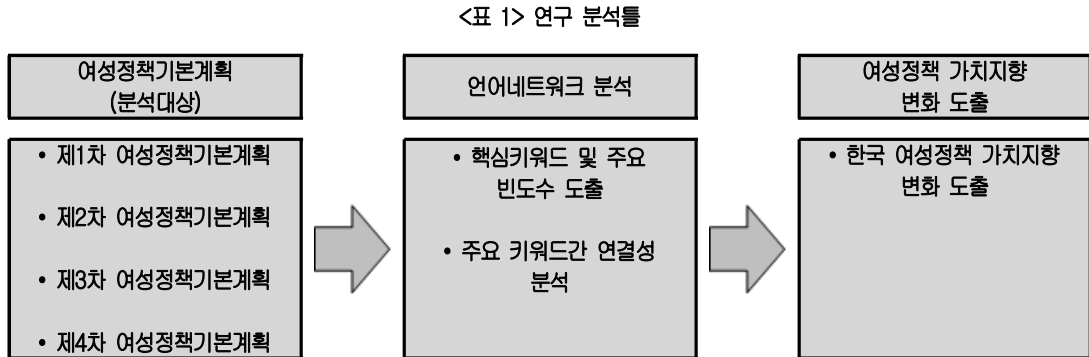 <표 1> 연구 분석틀
여성정책기본계획
(분석대상)
• 제1차 여성정책기본계획
• 제2차 여성정책기본계획
• 제3차 여성정책기본계획
• 제4차 여성정책기본계획
언어네트워크 분석
• 핵심키워드 및 주요
빈도수 도출
• 주요 키워드간 연결성
분석
여성정책 가치지향
변화 도출
• 한국 여성정책 가치지향
변화 도출